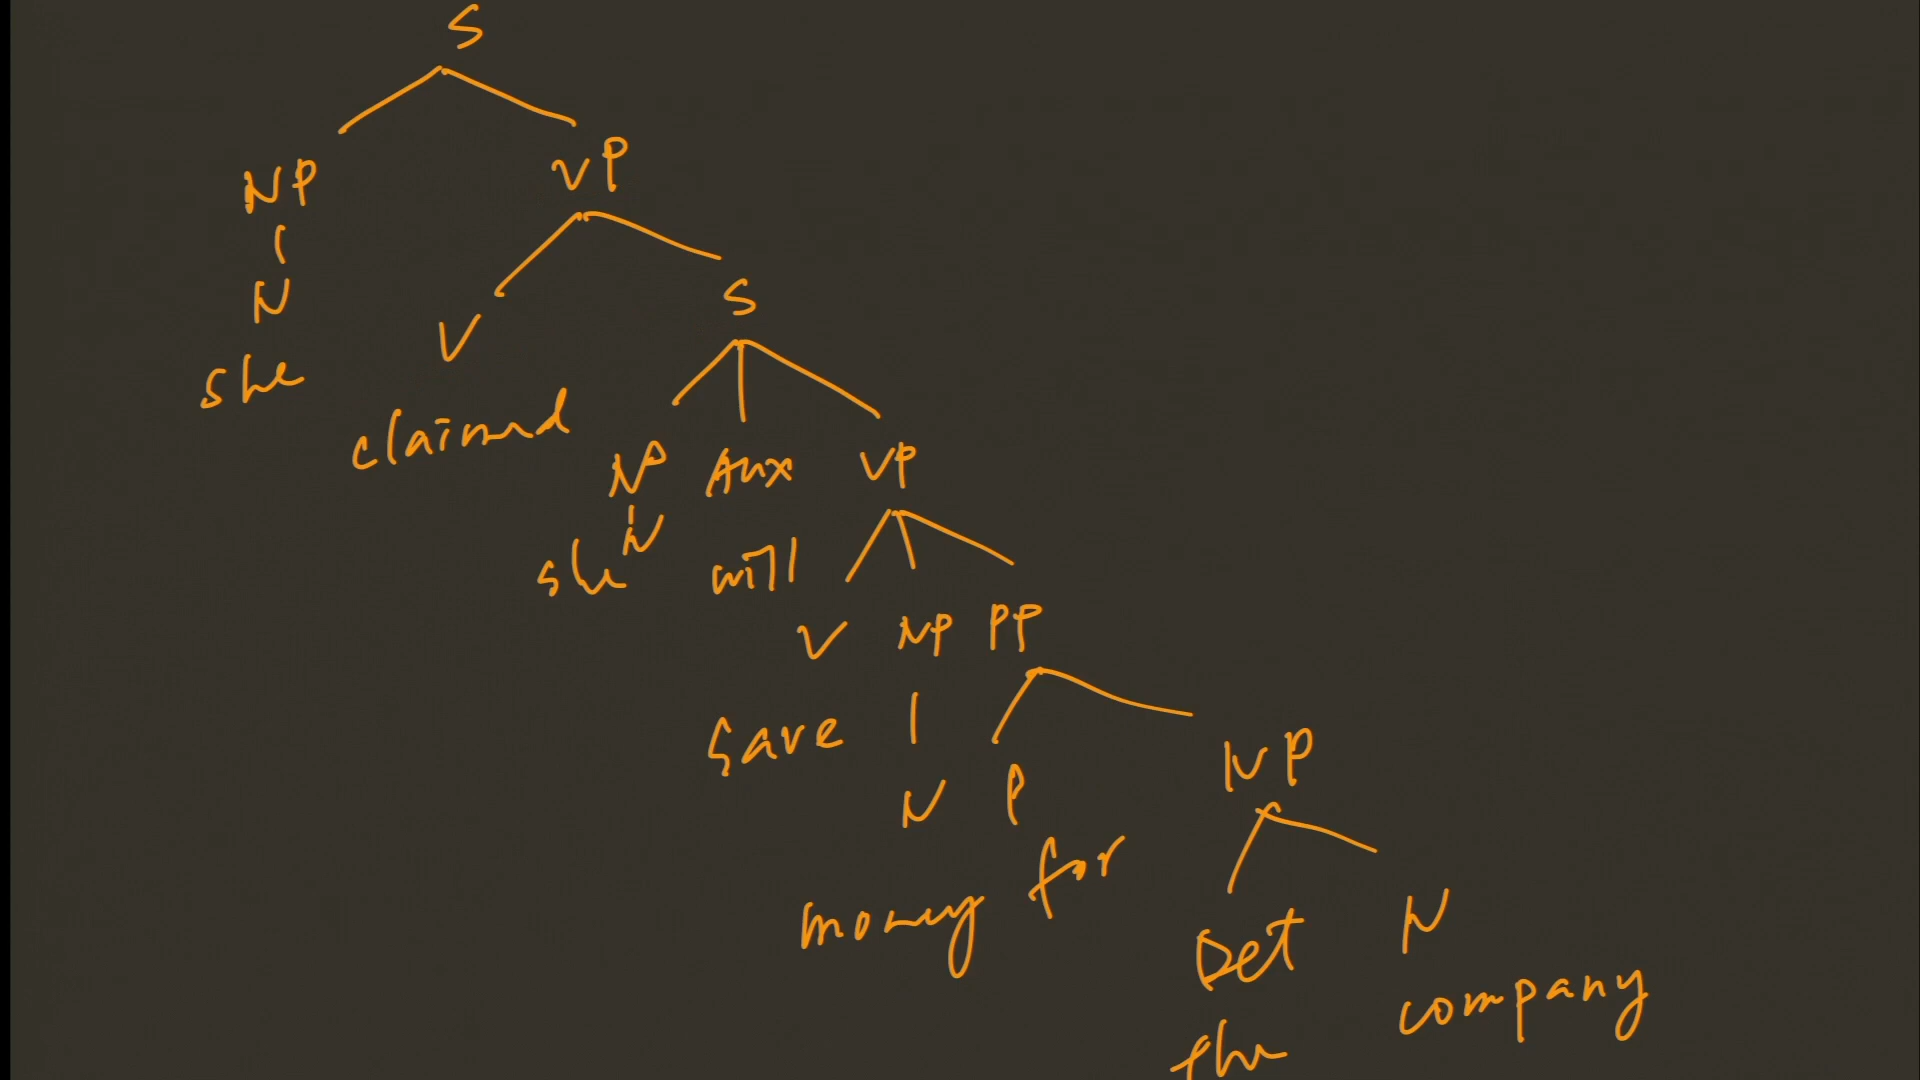 S
NP VP
N
she
V S
claimed
NP Aux VP
N
she will
V NP PP
save
N P NP
money for
Det N
the company